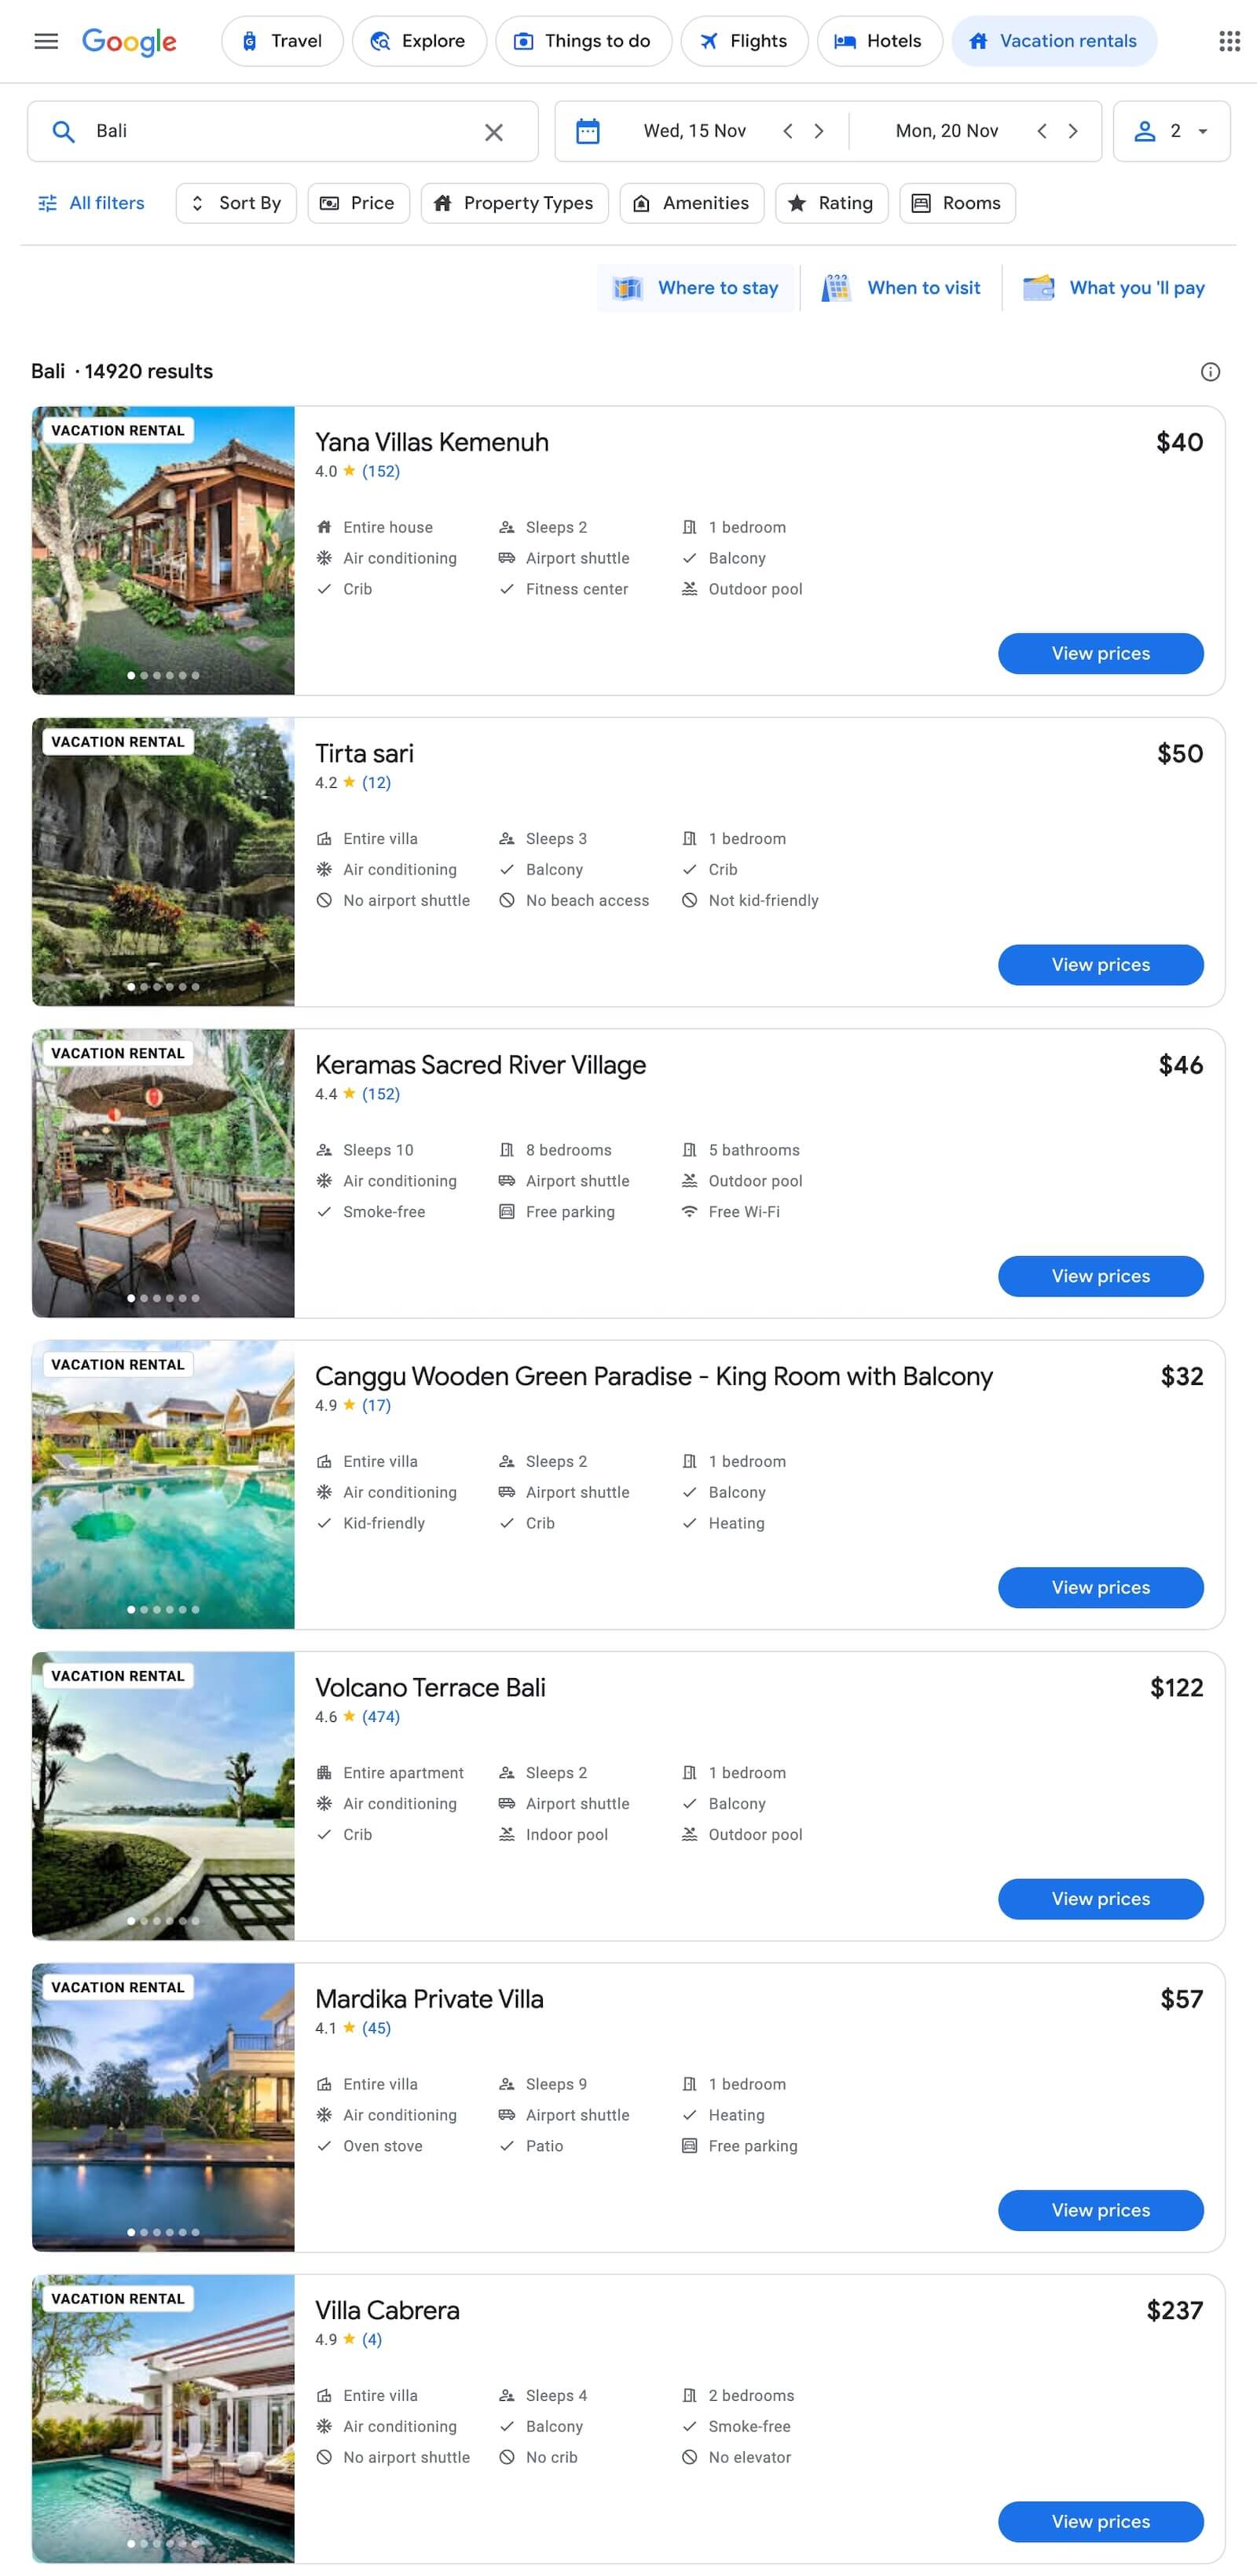 Google Travel Explore Things to do Flights Hotels Vacation rentals
Bali Wed, 15 Nov Mon, 20 Nov 2
All filters Sort By Price Property Types Amenities Rating Rooms
Where to stay When to visit What you 'll pay
Bali · 14920 results
VACATION RENTAL
Yana Villas Kemenuh $40
4.0 ★ (152)
Entire house Sleeps 2 1 bedroom
Air conditioning Airport shuttle Balcony
Crib Fitness center Outdoor pool
View prices
VACATION RENTAL
Tirta sari $50
4.2 ★ (12)
Entire villa Sleeps 3 1 bedroom
Air conditioning Balcony Crib
No airport shuttle No beach access Not kid-friendly
View prices
VACATION RENTAL
Keramas Sacred River Village $46
4.4 ★ (152)
Sleeps 10 8 bedrooms 5 bathrooms
Air conditioning Airport shuttle Outdoor pool
Smoke-free Free parking Free Wi-Fi
View prices
VACATION RENTAL
Canggu Wooden Green Paradise - King Room with Balcony $32
4.9 ★ (17)
Entire villa Sleeps 2 1 bedroom
Air conditioning Airport shuttle Balcony
Kid-friendly Crib Heating
View prices
VACATION RENTAL
Volcano Terrace Bali $122
4.6 ★ (474)
Entire apartment Sleeps 2 1 bedroom
Air conditioning Airport shuttle Balcony
Crib Indoor pool Outdoor pool
View prices
VACATION RENTAL
Mardika Private Villa $57
4.1 ★ (45)
Entire villa Sleeps 9 1 bedroom
Air conditioning Airport shuttle Heating
Oven stove Patio Free parking
View prices
VACATION RENTAL
Villa Cabrera $237
4.9 ★ (4)
Entire villa Sleeps 4 2 bedrooms
Air conditioning Balcony Smoke-free
No airport shuttle No crib No elevator
View prices